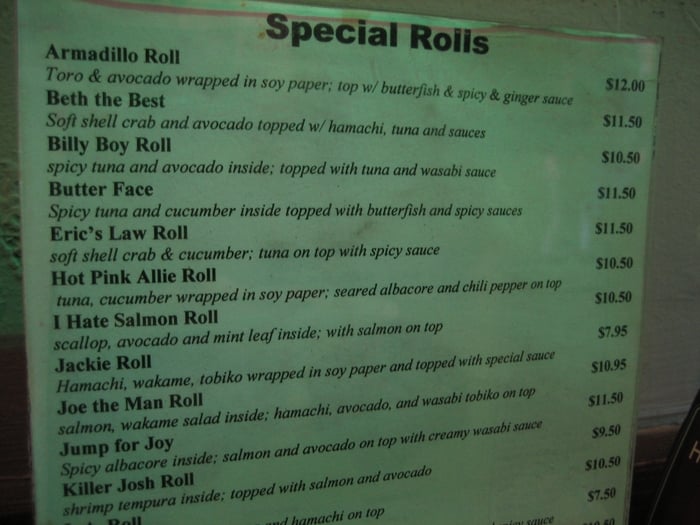 Special Rolls
Armadillo Roll $12.00
Toro & avocado wrapped in soy paper; top w/ butterfish & spicy & ginger sauce
Beth the Best $11.50
Soft shell crab and avocado topped w/ hamachi, tuna and sauces
Billy Boy Roll $10.50
spicy tuna and avocado inside; topped with tuna and wasabi sauce
Butter Face $11.50
Spicy tuna and cucumber inside topped with butterfish and spicy sauces
Eric's Law Roll $11.50
soft shell crab & cucumber; tuna on top with spicy sauce
Hot Pink Allie Roll $10.50
tuna, cucumber wrapped in soy paper; seared albacore and chili pepper on top
I Hate Salmon Roll $10.50
scallop, avocado and mint leaf inside; with salmon on top
Jackie Roll $7.95
Hamachi, wakame, tobiko wrapped in soy paper and topped with special sauce
Joe the Man Roll $10.95
salmon, wakame salad inside; hamachi, avocado, and wasabi tobiko on top
Jump for Joy $11.50
Spicy albacore inside; salmon and avocado on top with creamy wasabi sauce
Killer Josh Roll $9.50
shrimp tempura inside; topped with salmon and avocado
Roll $10.50
and hamachi on top
$7.50
sauce